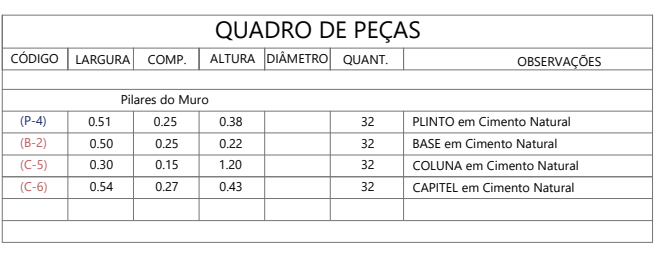 QUADRO DE PEÇAS
CÓDIGO LARGURA COMP. ALTURA DIÂMETRO QUANT. OBSERVAÇÕES
Pilares do Muro
(P-4) 0.51 0.25 0.38 32 PLINTO em Cimento Natural
(B-2) 0.50 0.25 0.22 32 BASE em Cimento Natural
(C-5) 0.30 0.15 1.20 32 COLUNA em Cimento Natural
(C-6) 0.54 0.27 0.43 32 CAPITEL em Cimento Natural